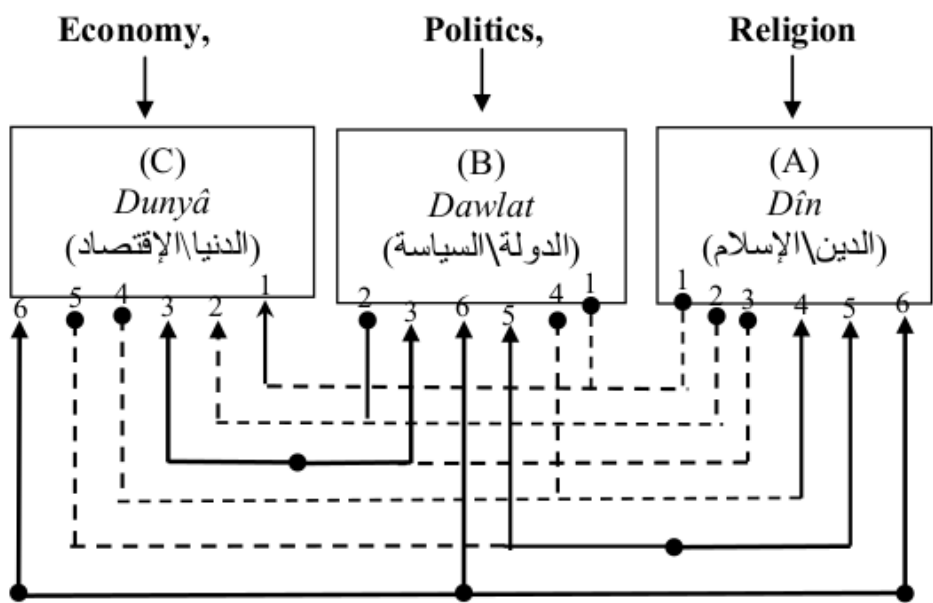 Economy, Politics, Religion
(C) (B) (A)
Dunyâ Dawlat Dîn
(الدنيا\الإقتصاد) (الدولة\السياسة) (الدين\الإسلام)
6 5 4 3 2 1 2 3 6 5 4 1 1 2 3 4 5 6